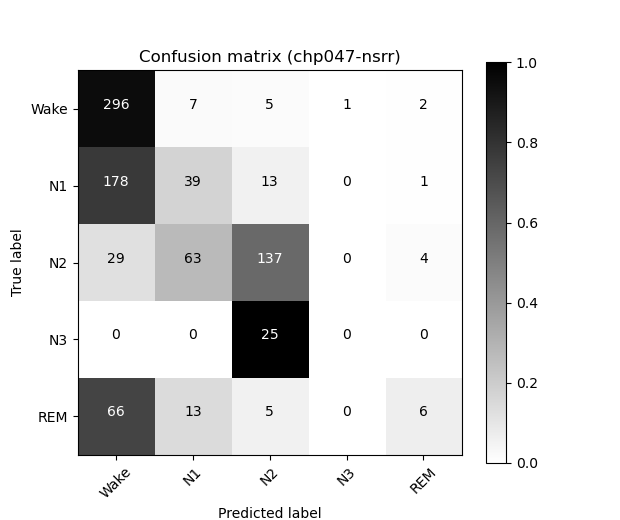 Confusion matrix (chp047-nsrr)
True label
Wake 296 7 5 1 2
N1 178 39 13 0 1
N2 29 63 137 0 4
N3 0 0 25 0 0
REM 66 13 5 0 6
Wake N1 N2 N3 REM
Predicted label
1.0
0.8
0.6
0.4
0.2
0.0